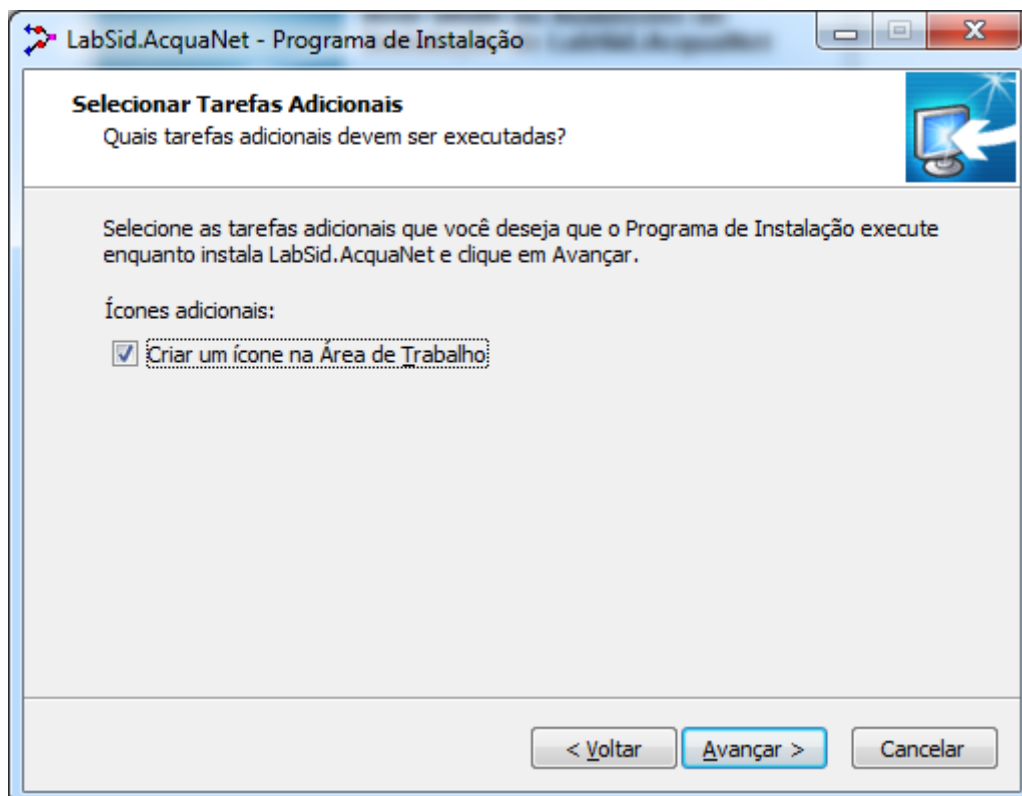 LabSid.AcquaNet - Programa de Instalação
Selecionar Tarefas Adicionais
Quais tarefas adicionais devem ser executadas?
Selecione as tarefas adicionais que você deseja que o Programa de Instalação execute
enquanto instala LabSid.AcquaNet e clique em Avançar.
Ícones adicionais:
Criar um ícone na Área de Trabalho
< Voltar
Avançar >
Cancelar